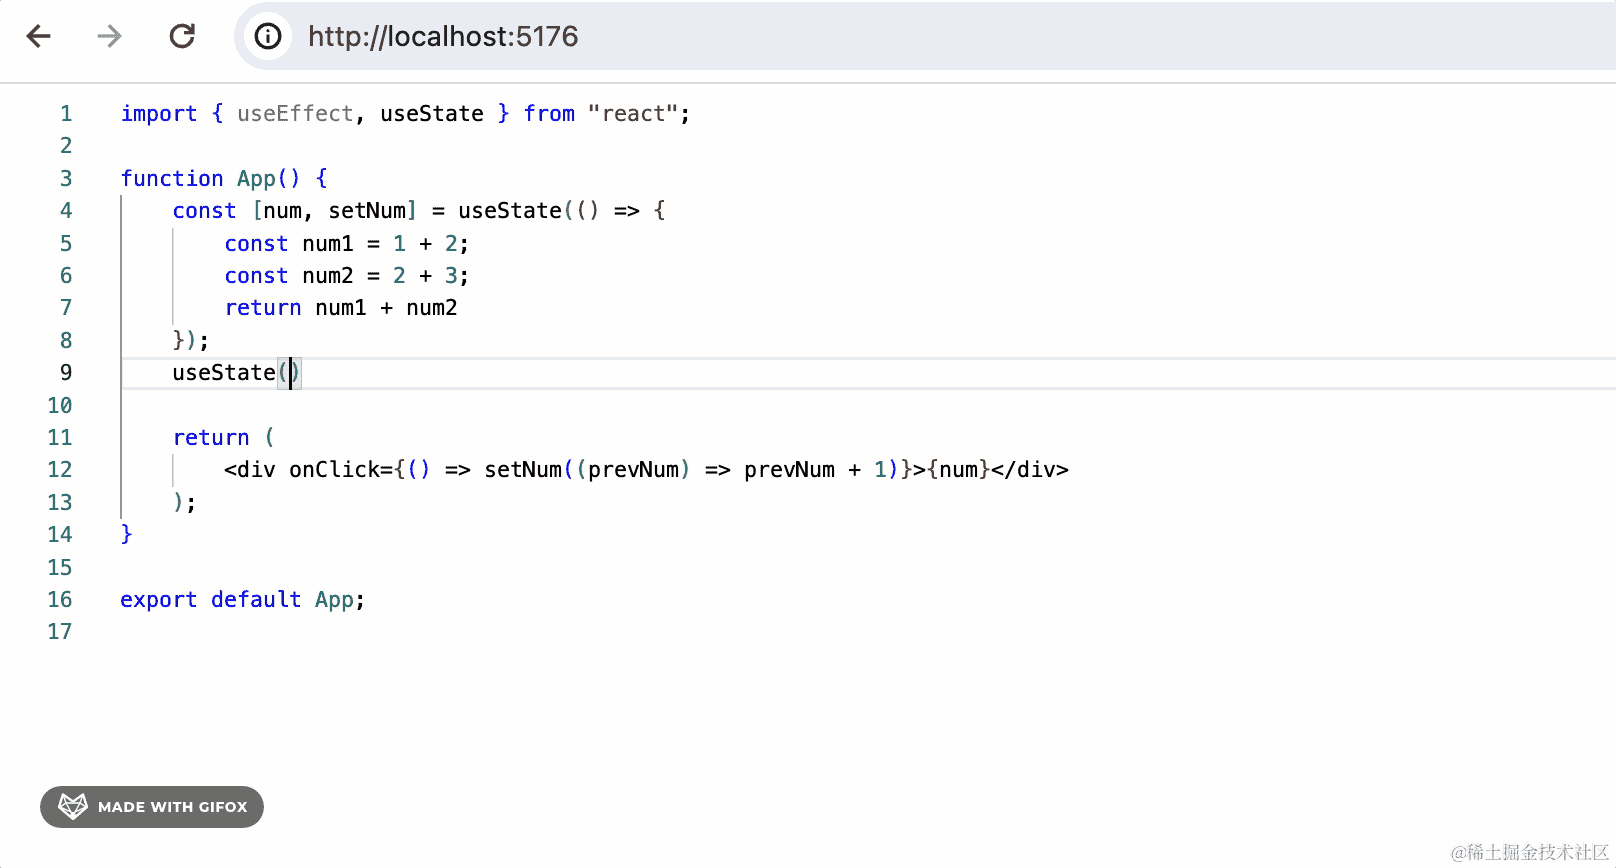 http://localhost:5176
1 import { useEffect, useState } from "react";
2
3 function App() {
4 const [num, setNum] = useState(() => {
5 const num1 = 1 + 2;
6 const num2 = 2 + 3;
7 return num1 + num2
8 });
9 useState()
10
11 return (
12 <div onClick={() => setNum((prevNum) => prevNum + 1)}>{num}</div>
13 );
14 }
15
16 export default App;
17
MADE WITH GIFOX
@稀土掘金技术社区